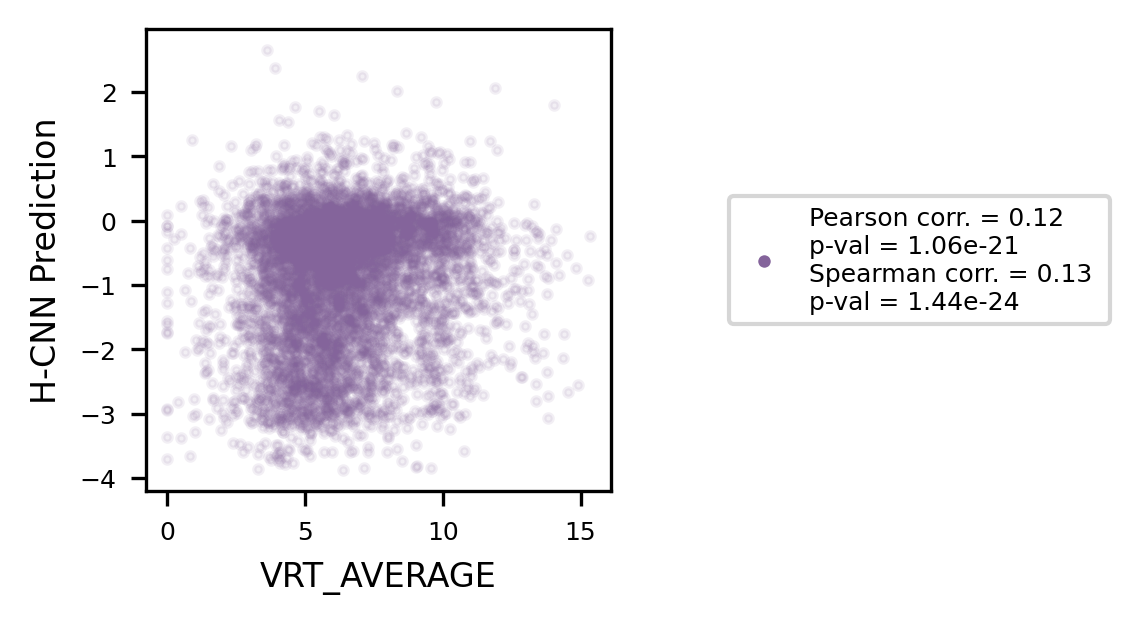 H-CNN Prediction
2
1
0
−1
−2
−3
−4
0 5 10 15
VRT_AVERAGE
Pearson corr. = 0.12
p-val = 1.06e-21
Spearman corr. = 0.13
p-val = 1.44e-24